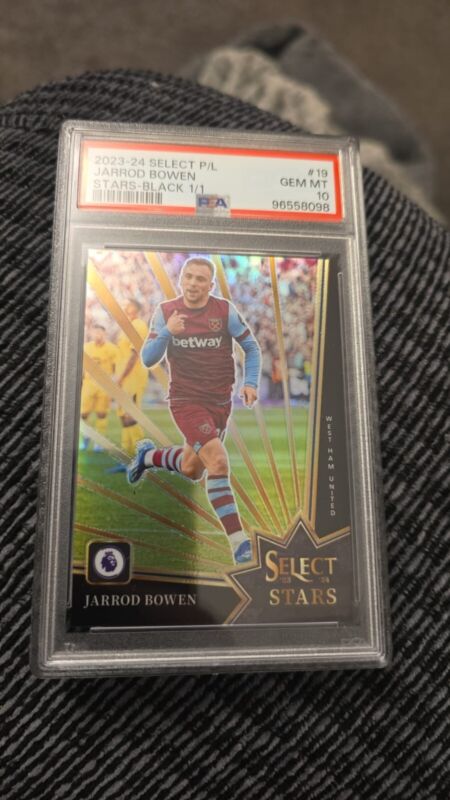 2023-24 SELECT P/L #19
JARROD BOWEN GEM MT
STARS-BLACK 1/1 10
PSA 96558098
betway
WEST HAM UNITED
SELECT
'23 '24
STARS
JARROD BOWEN